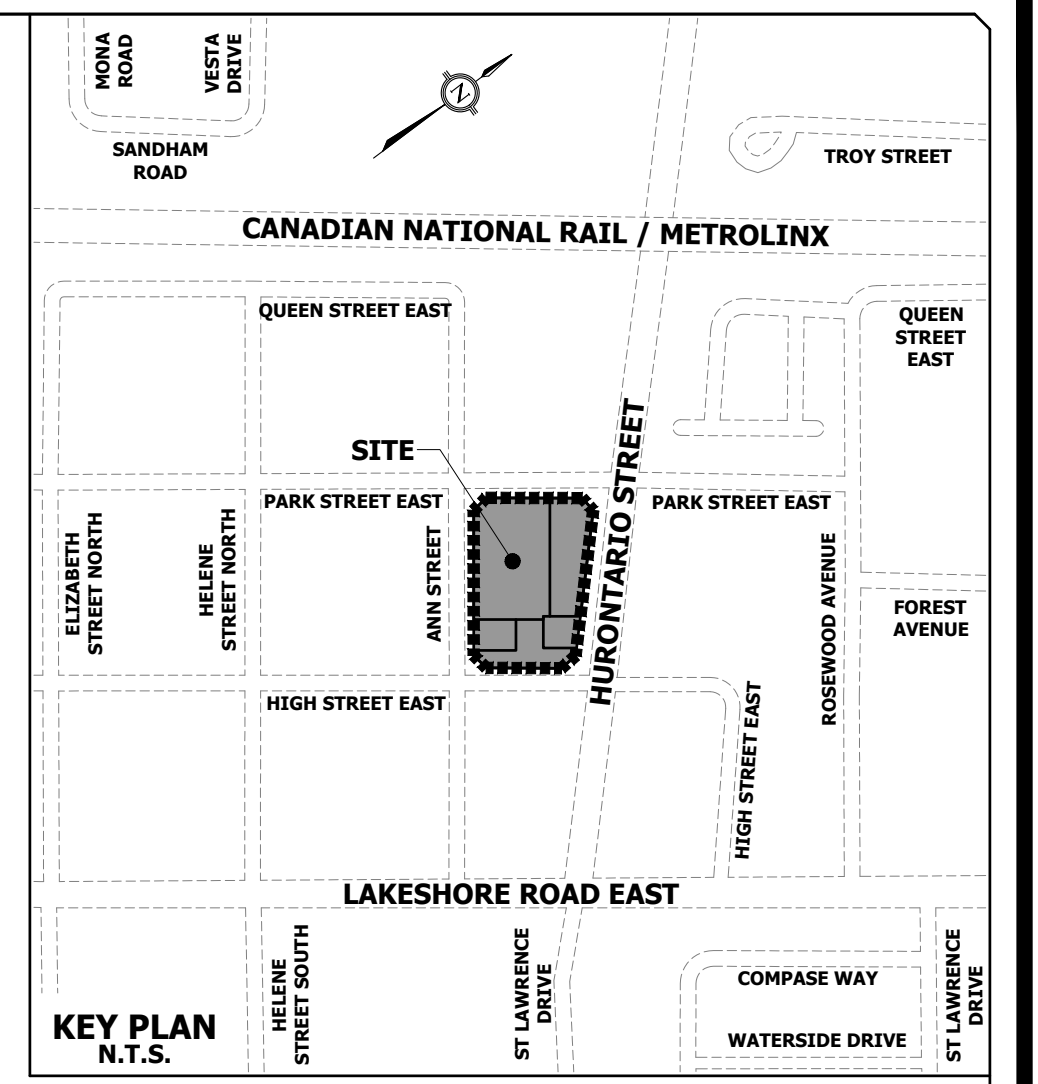 MONA
ROAD
VESTA
DRIVE
N
SANDHAM
ROAD
TROY STREET
CANADIAN NATIONAL RAIL / METROLINX
QUEEN STREET EAST
QUEEN
STREET
EAST
SITE
HURONTARIO STREET
PARK STREET EAST
PARK STREET EAST
ELIZABETH
STREET NORTH
HELENE
STREET NORTH
ANN STREET
ROSEWOOD AVENUE
FOREST
AVENUE
HIGH STREET EAST
HIGH STREET EAST
LAKESHORE ROAD EAST
HELENE
STREET SOUTH
ST LAWRENCE
DRIVE
COMPASE WAY
ST LAWRENCE
DRIVE
WATERSIDE DRIVE
KEY PLAN
N.T.S.